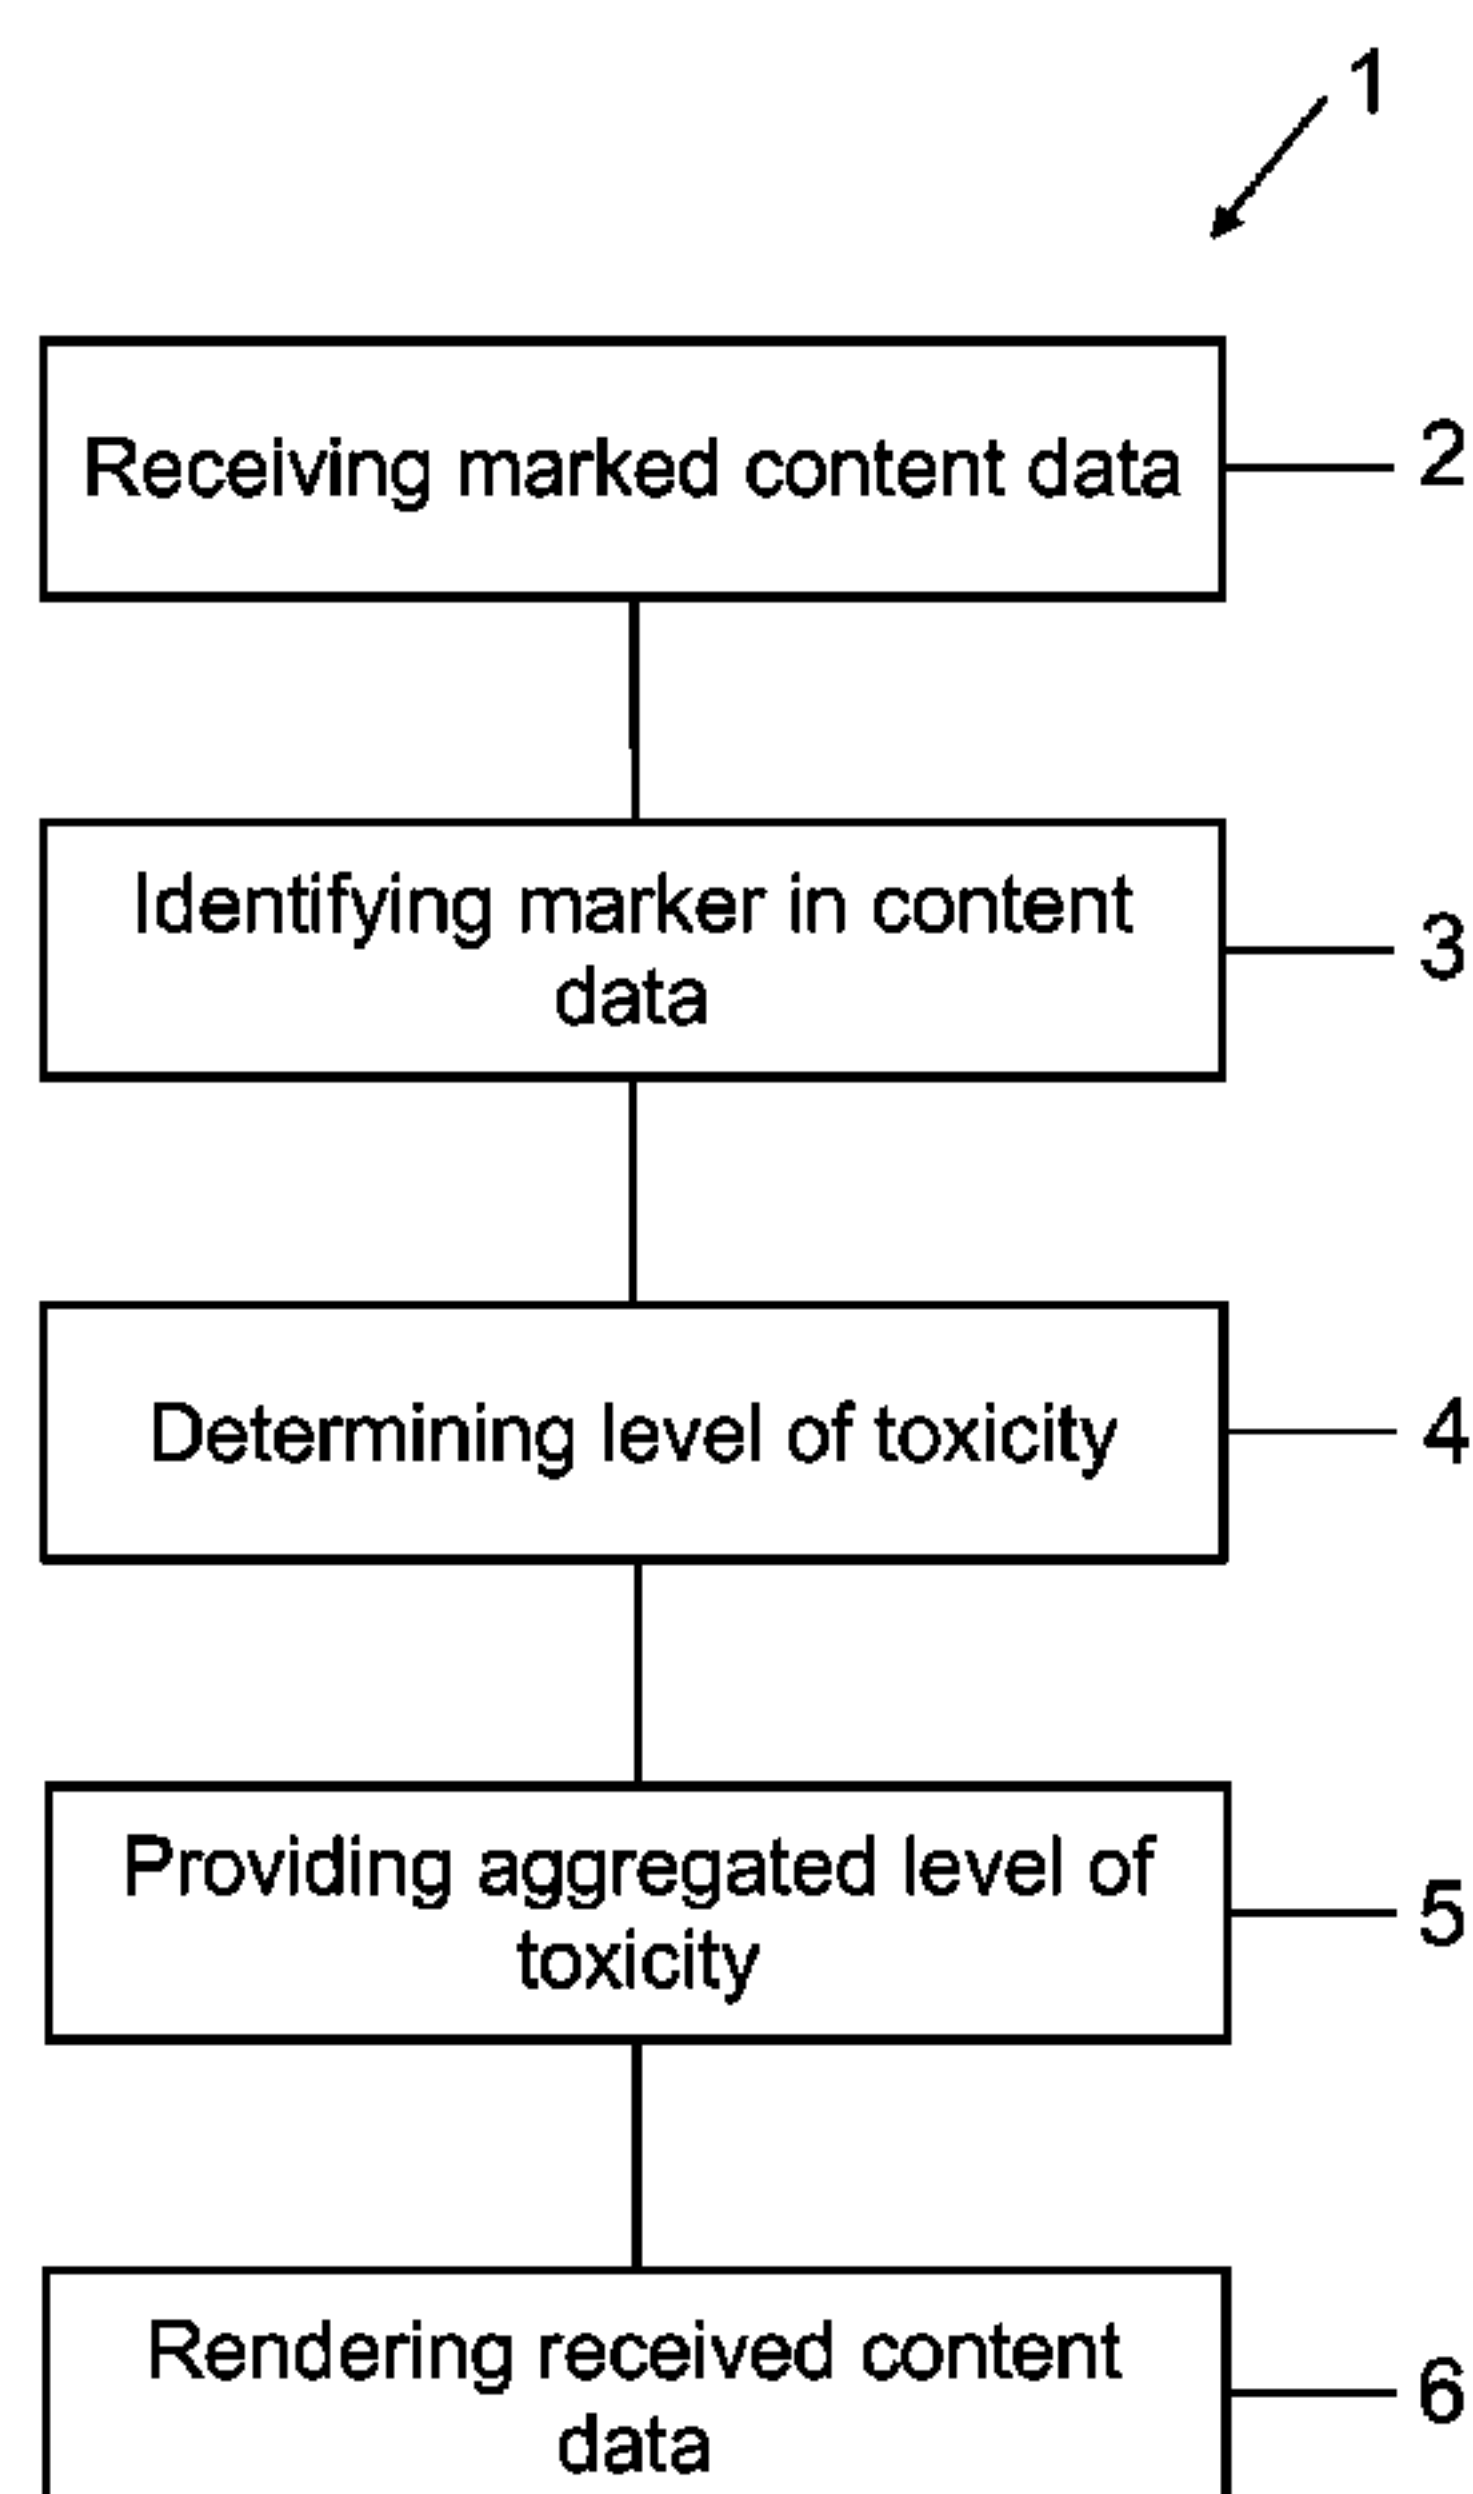 1
Receiving marked content data
2
Identifying marker in content
data
3
Determining level of toxicity
4
Providing aggregated level of
toxicity
5
Rendering received content
data
6